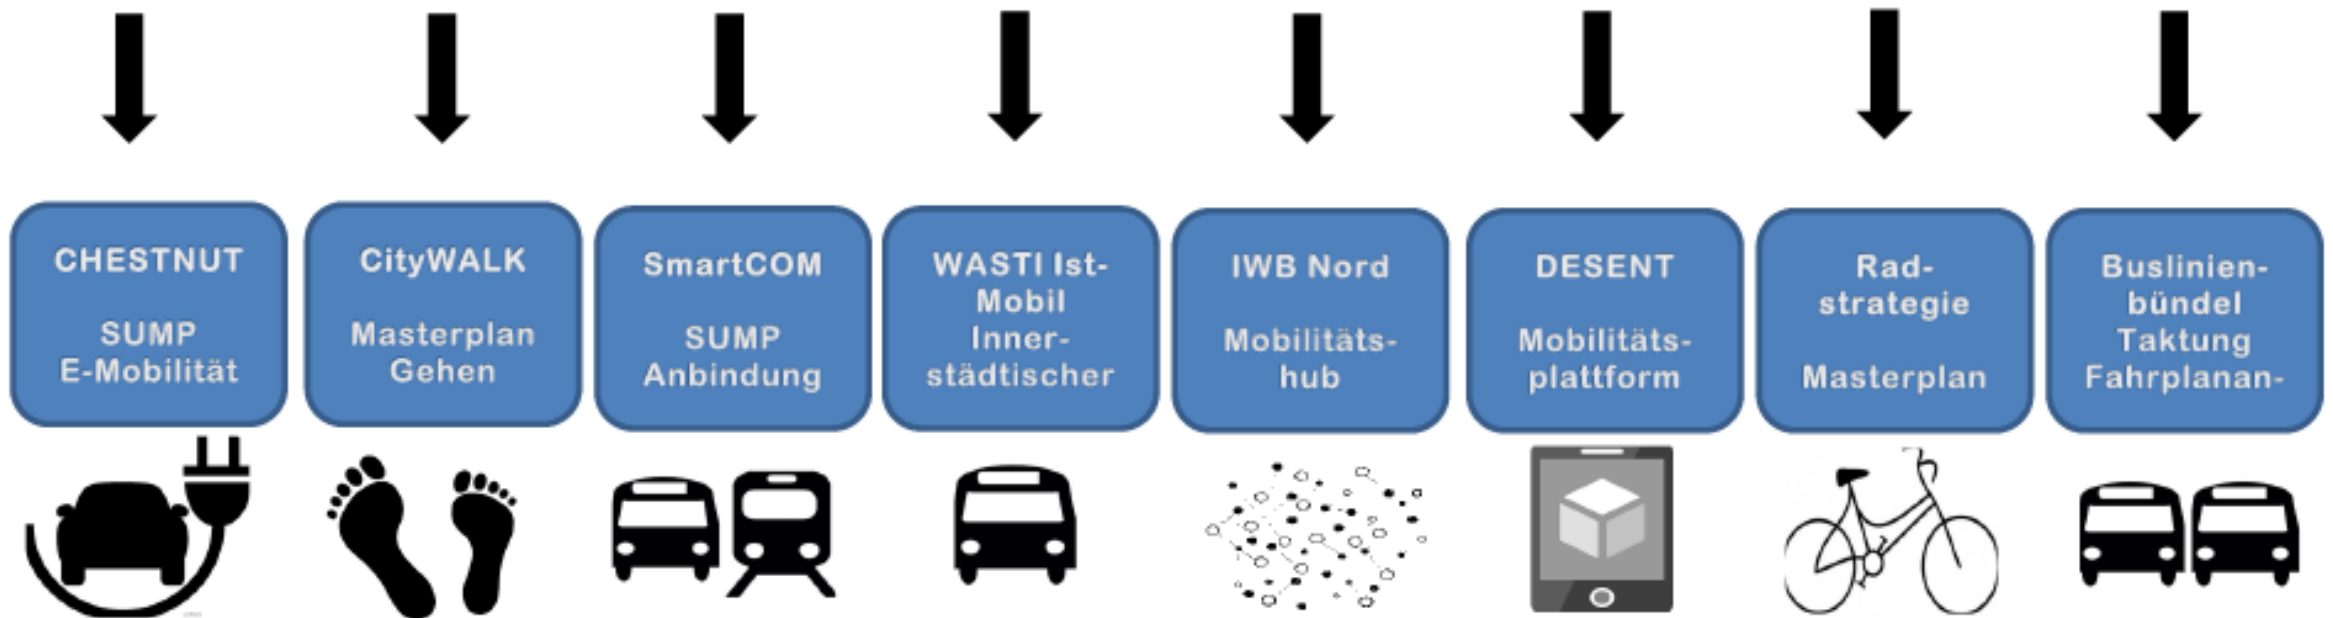 CHESTNUT
SUMP
E-Mobilität
CityWALK
Masterplan
Gehen
SmartCOM
SUMP
Anbindung
WASTI Ist-
Mobil
Inner-
städtischer
IWB Nord
Mobilitäts-
hub
DESENT
Mobilitäts-
plattform
Rad-
strategie
Masterplan
Buslinien-
bündel
Taktung
Fahrplanan-